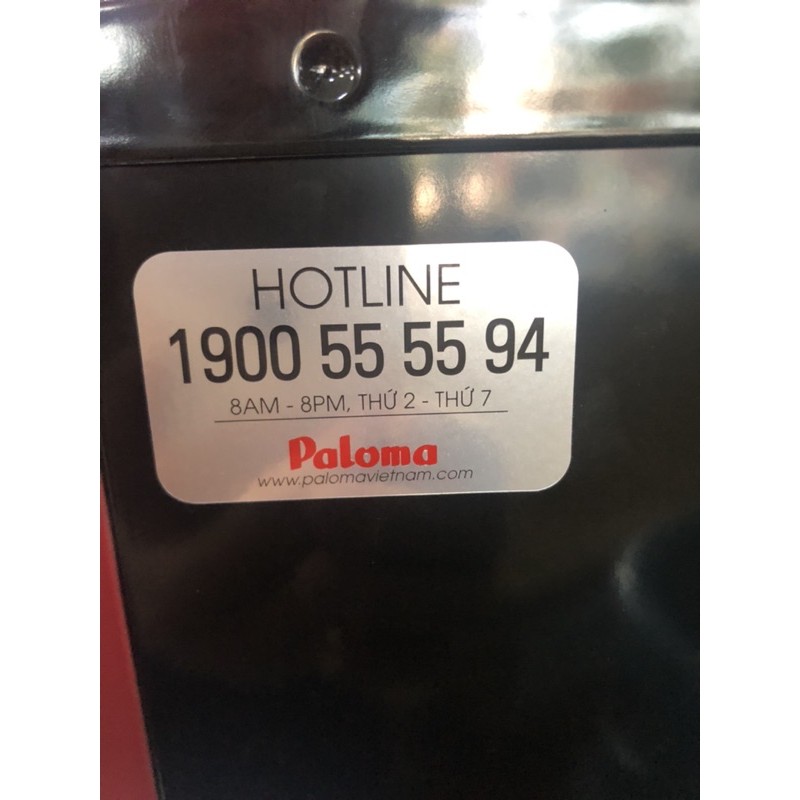 HOTLINE
1900 55 55 94
8AM - 8PM, THỨ 2 - THỨ 7
Paloma
www.palomavietnam.com